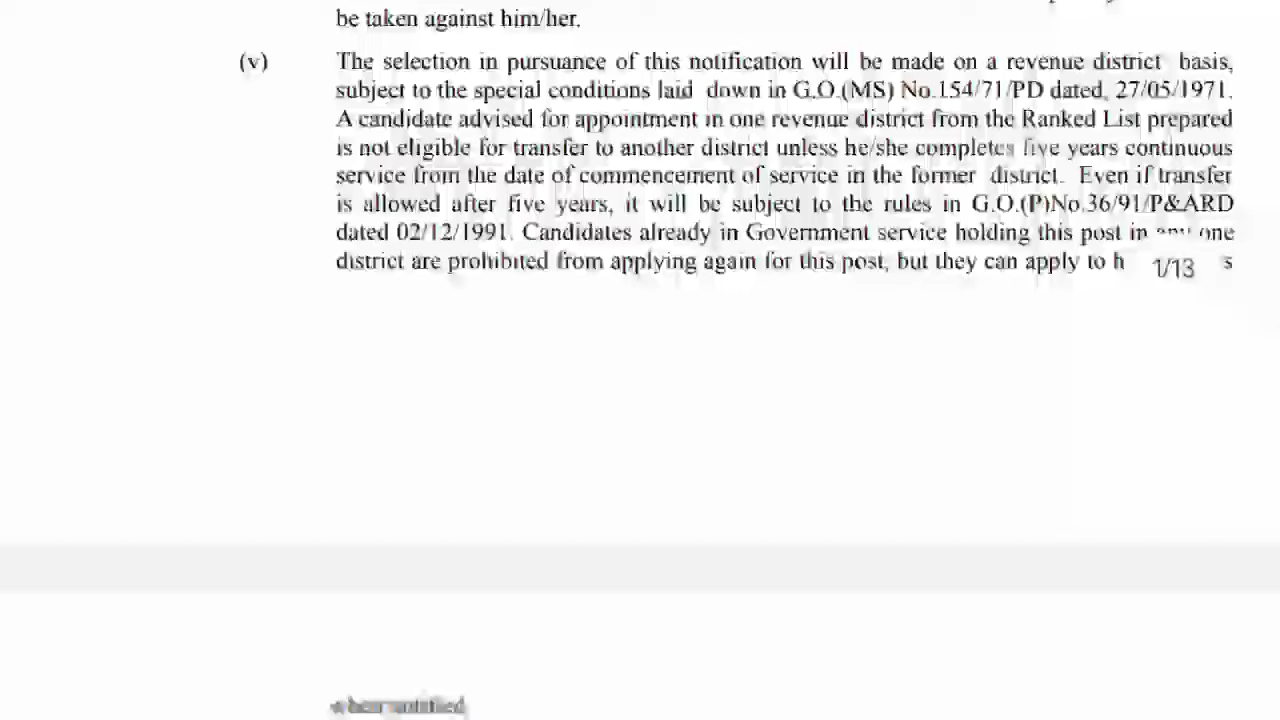 be taken against him/her.
(v) The selection in pursuance of this notification will be made on a revenue district basis,
subject to the special conditions laid down in G.O.(MS) No.154/71/PD dated, 27/05/1971.
A candidate advised for appointment in one revenue district from the Ranked List prepared
is not eligible for transfer to another district unless he/she completes five years continuous
service from the date of commencement of service in the former district. Even if transfer
is allowed after five years, it will be subject to the rules in G.O.(P)No.36/91/P&ARD
dated 02/12/1991. Candidates already in Government service holding this post in any one
district are prohibited from applying again for this post, but they can apply to
1/13
when notified